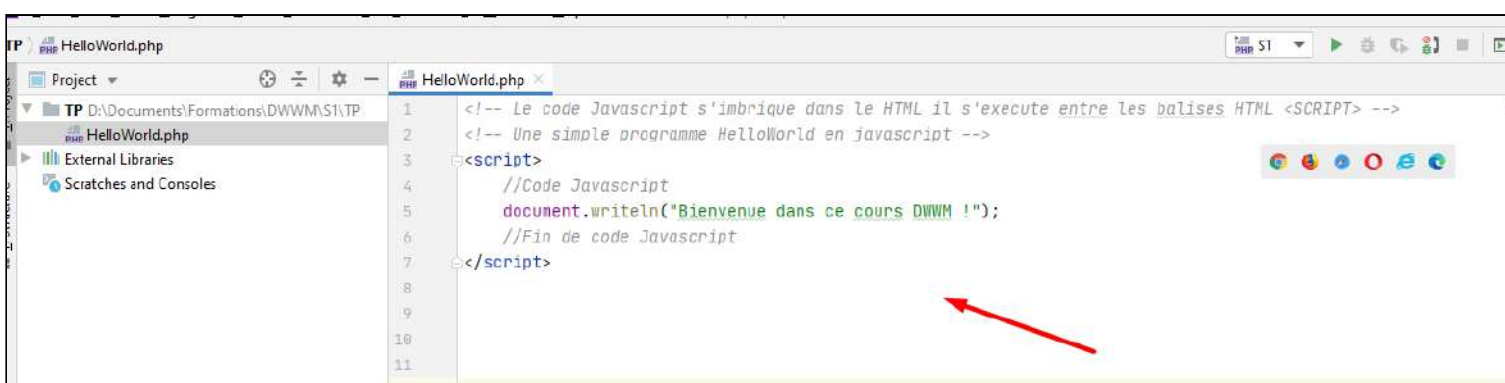 TP HelloWorld.php
PHP S1
Project
HelloWorld.php
TP D:\Documents\Formations\DWWM\S1\TP
HelloWorld.php
External Libraries
Scratches and Consoles
1 <!-- Le code Javascript s'imbrique dans le HTML il s'execute entre les balises HTML <SCRIPT> -->
2 <!-- Une simple programme HelloWorld en javascript -->
3 <script>
4 //Code Javascript
5 document.writeln("Bienvenue dans ce cours DWWM !");
6 //Fin de code Javascript
7 </script>
8
9
10
11